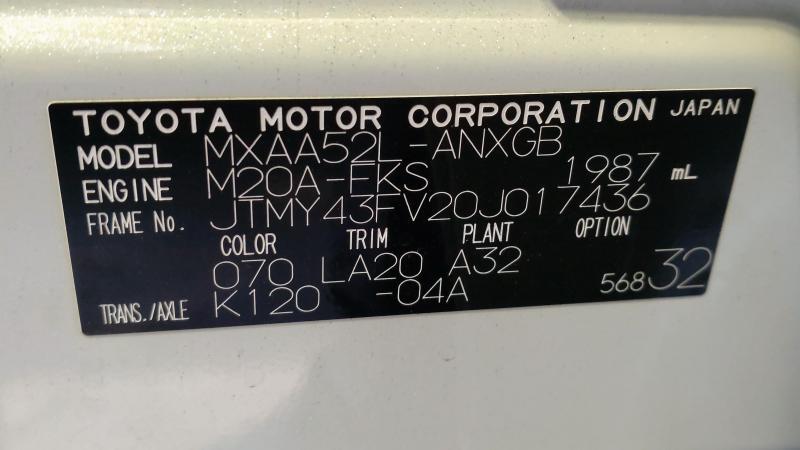 TOYOTA MOTOR CORPORATION JAPAN
MODEL MXAA52L-ANXGB
ENGINE M20A-FKS 1987 mL
FRAME No. JTMY43FV20J017436
COLOR TRIM PLANT OPTION
070 LA20 A32
TRANS./AXLE K120 -04A 568 32